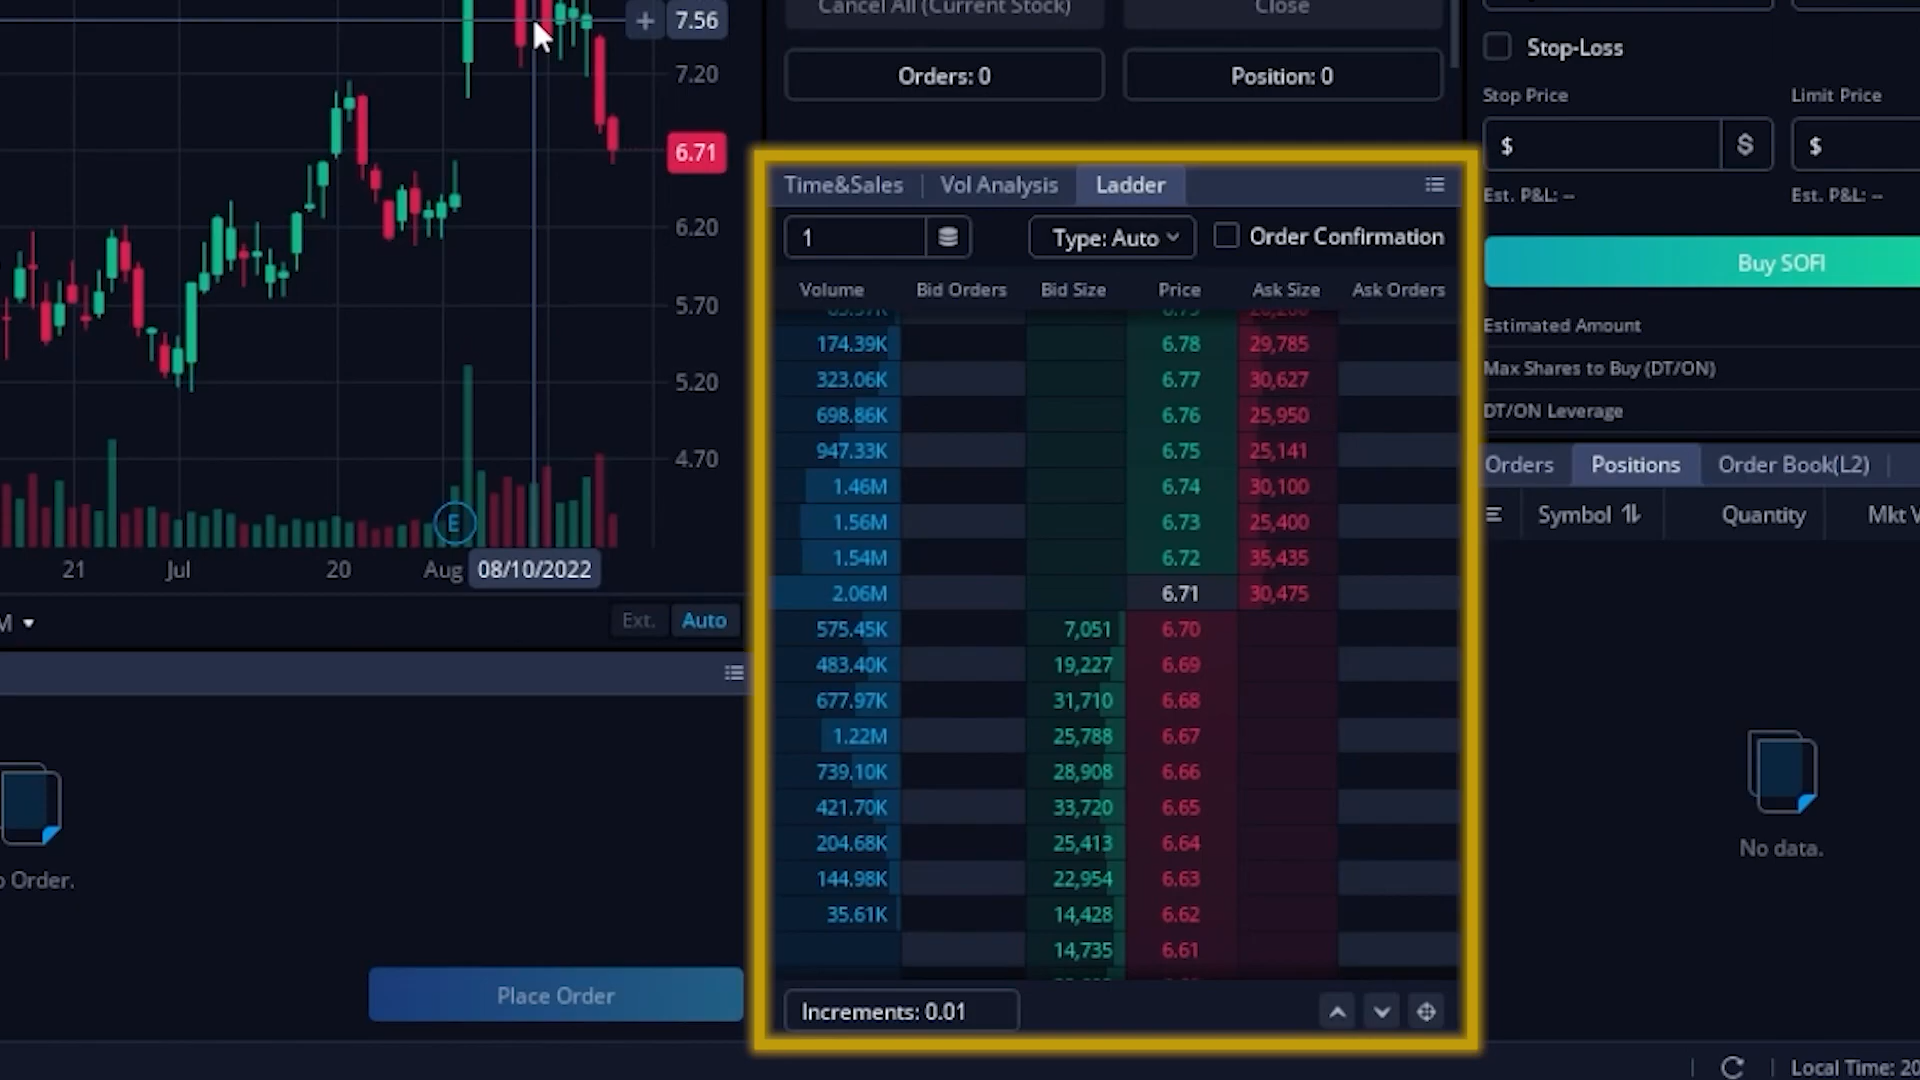 7.56
7.20
6.71
6.20
5.70
5.20
4.70
E
21 Jul 20 Aug 08/10/2022
M
Ext. Auto
Order.
Place Order
Cancel All (Current Stock) Close
Orders: 0 Position: 0
Time&Sales Vol Analysis Ladder
1 Type: Auto Order Confirmation
Volume Bid Orders Bid Size Price Ask Size Ask Orders
174.39K 6.78 29,785
323.06K 6.77 30,627
698.86K 6.76 25,950
947.33K 6.75 25,141
1.46M 6.74 30,100
1.56M 6.73 25,400
1.54M 6.72 35,435
2.06M 6.71 30,475
575.45K 7,051 6.70
483.40K 19,227 6.69
677.97K 31,710 6.68
1.22M 25,788 6.67
739.10K 28,908 6.66
421.70K 33,720 6.65
204.68K 25,413 6.64
144.98K 22,954 6.63
35.61K 14,428 6.62
14,735 6.61
Increments: 0.01
Stop-Loss
Stop Price Limit Price
$ $ $
Est. P&L: -- Est. P&L: --
Buy SOFI
Estimated Amount
Max Shares to Buy (DT/ON)
DT/ON Leverage
Orders Positions Order Book(L2)
Symbol Quantity Mkt V
No data.
Local Time: 20